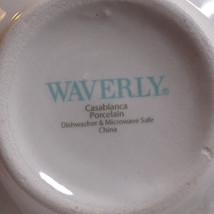 WAVERLY®
Casablanca
Porcelain
Dishwasher & Microwave Safe
China